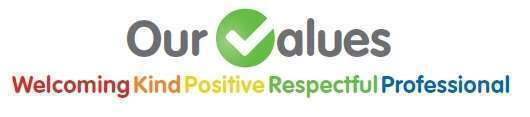 Our Values
Welcoming Kind Positive Respectful Professional